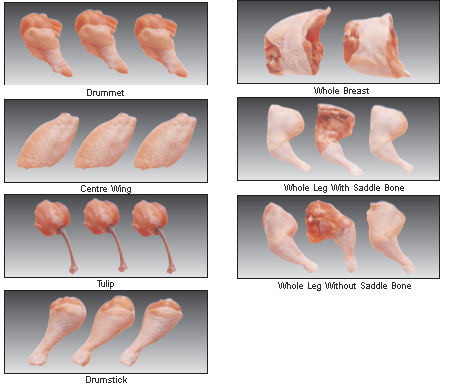 Drummet
Centre Wing
Tulip
Drumstick
Whole Breast
Whole Leg With Saddle Bone
Whole Leg Without Saddle Bone